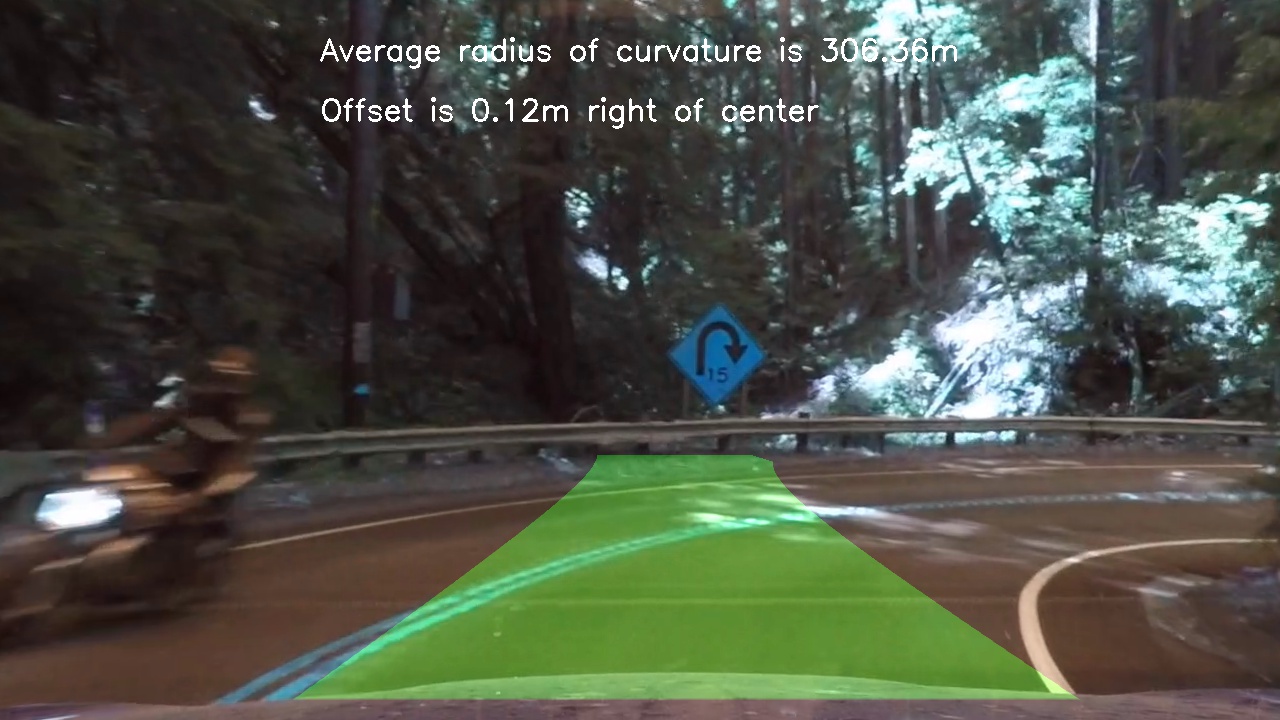 Average radius of curvature is 306.36m
Offset is 0.12m right of center
15